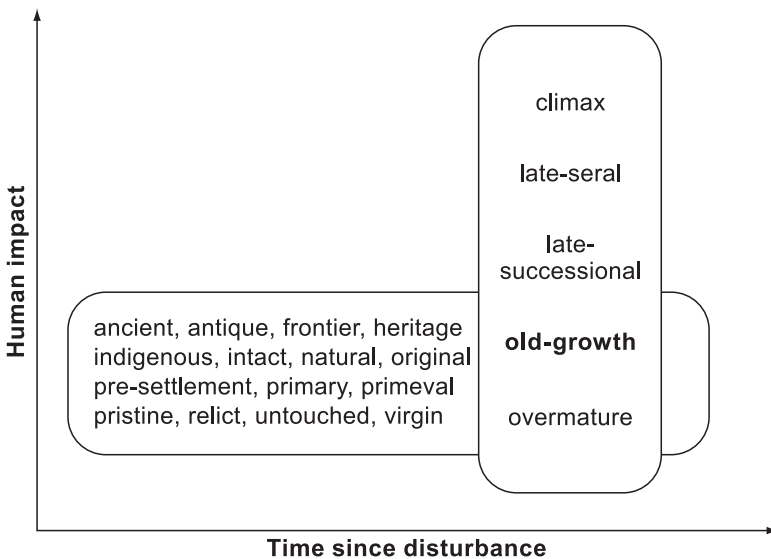 climax
late-seral
late-
successional
ancient, antique, frontier, heritage
indigenous, intact, natural, original
pre-settlement, primary, primeval
pristine, relict, untouched, virgin
old-growth
overmature
Human impact
Time since disturbance